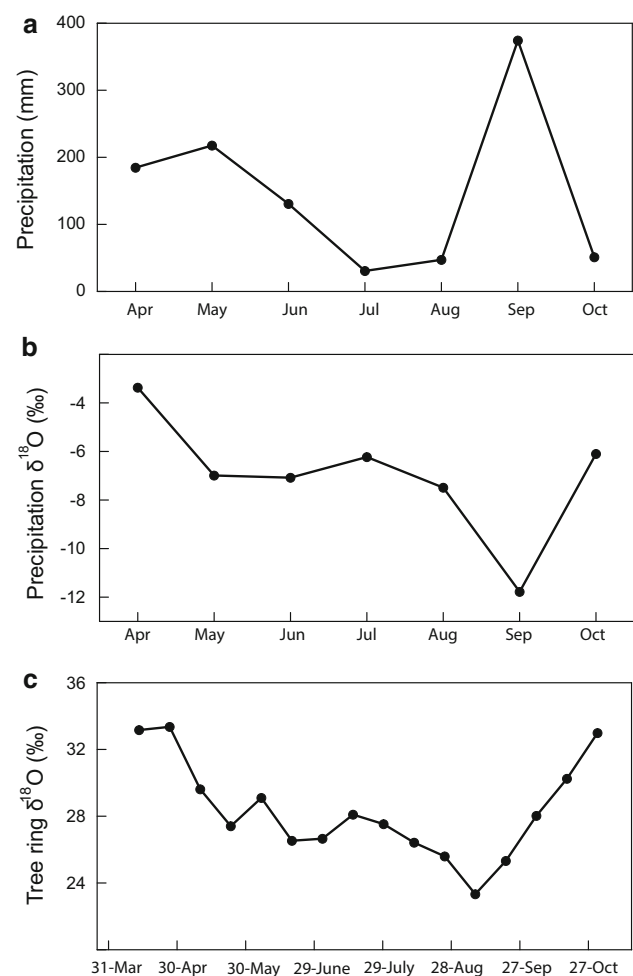 a
Precipitation (mm)
400
300
200
100
0
Apr May Jun Jul Aug Sep Oct
b
Precipitation δ¹⁸O (‰)
-4
-6
-8
-10
-12
Apr May Jun Jul Aug Sep Oct
c
Tree ring δ¹⁸O (‰)
36
32
28
24
31-Mar 30-Apr 30-May 29-June 29-July 28-Aug 27-Sep 27-Oct